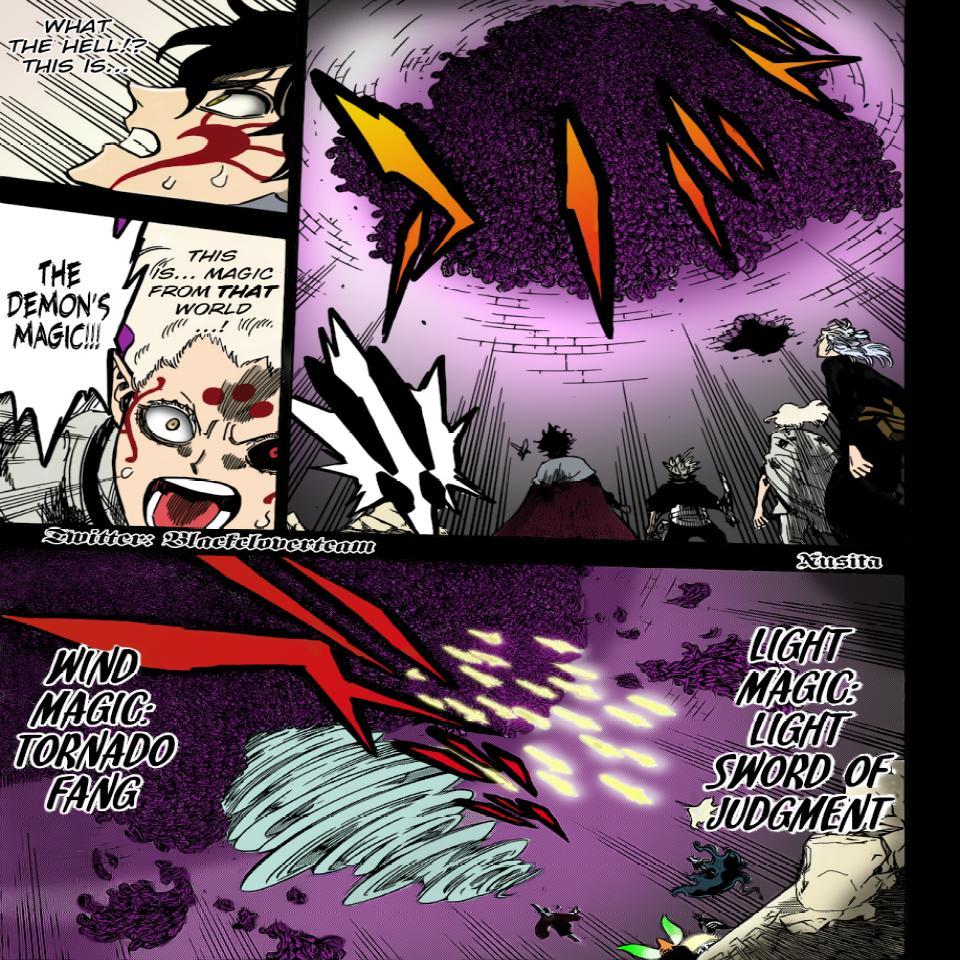 WHAT
THE HELL!?
THIS IS...
THIS
IS... MAGIC
FROM THAT
WORLD
...!
THE
DEMON'S
MAGIC!!!
Twitter: Blackcloverteam
Xusita
LIGHT
MAGIC:
LIGHT
SWORD OF
JUDGMENT
WIND
MAGIC:
TORNADO
FANG